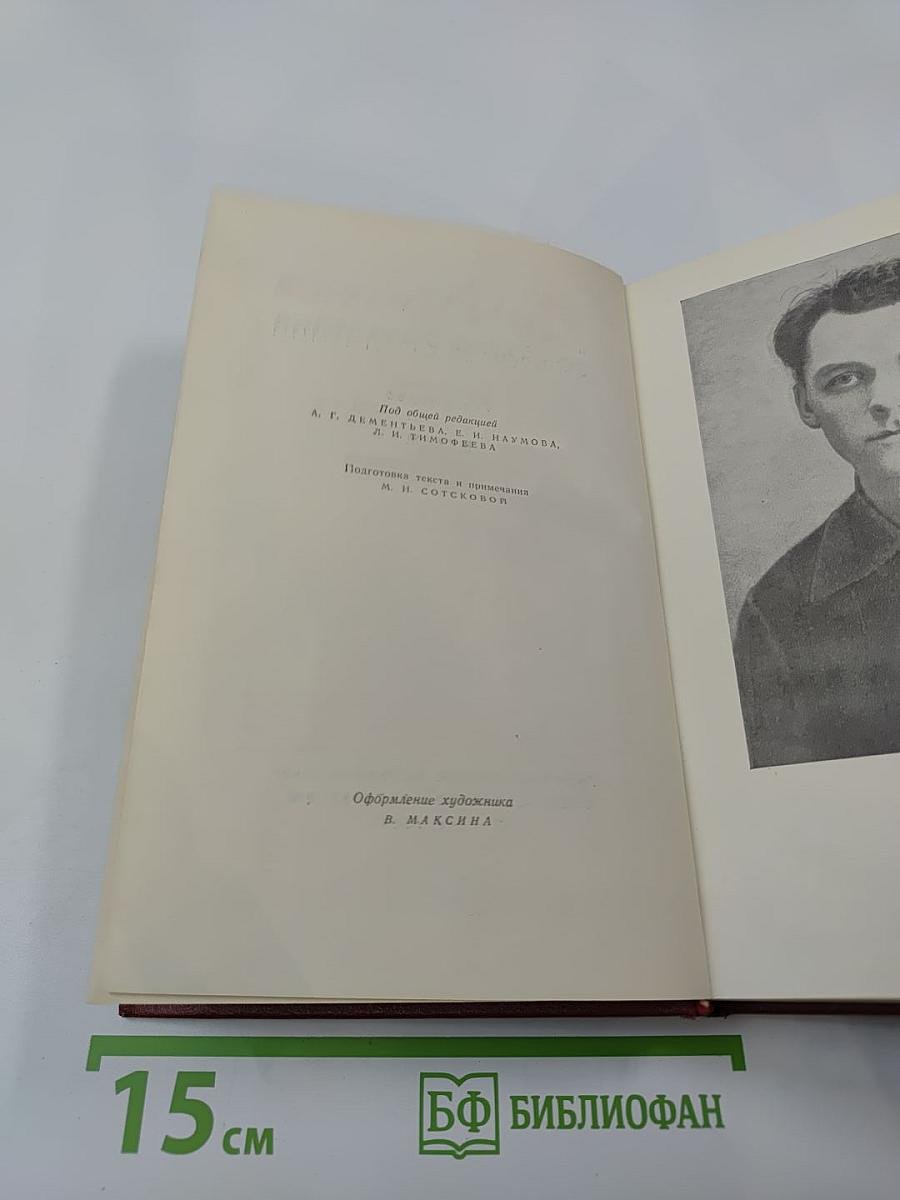 Под общей редакцией
А. Г. ДЕМЕНТЬЕВА, Е. И. НАУМОВА,
Л. И. ТИМОФЕЕВА
Подготовка текста и примечания
М. И. СОТСКОВОЙ
Оформление художника
В. МАКСИНА
15 см
БФ БИБЛИОФАН